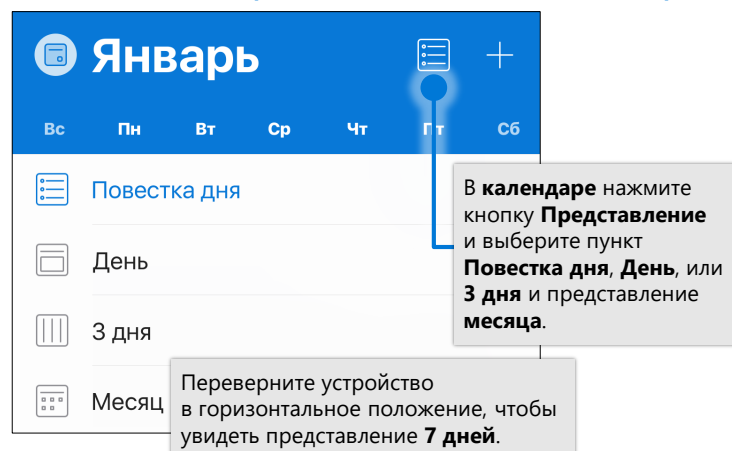 Январь
Вс Пн Вт Ср Чт Пт Сб
Повестка дня
В календаре нажмите
кнопку Представление
и выберите пункт
Повестка дня, День, или
3 дня и представление
месяца.
День
3 дня
Месяц
Переверните устройство
в горизонтальное положение, чтобы
увидеть представление 7 дней.